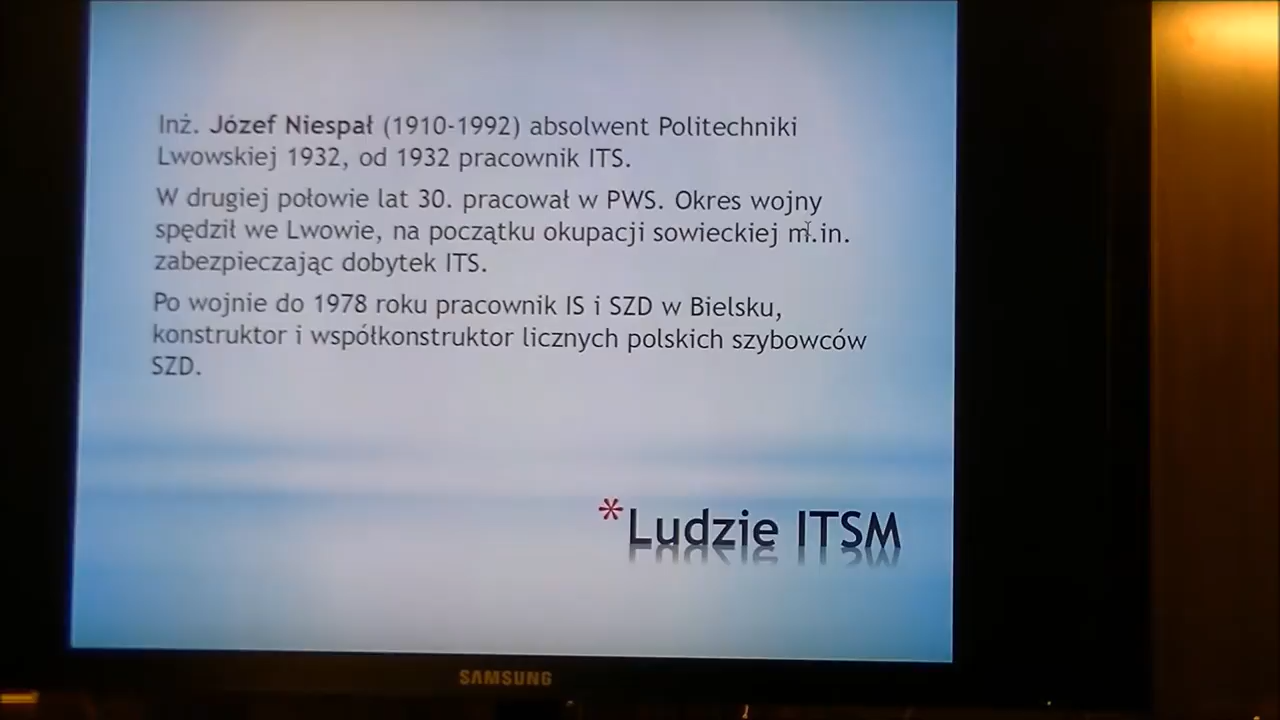 Inż. Józef Niespał (1910-1992) absolwent Politechniki
Lwowskiej 1932, od 1932 pracownik ITS.
W drugiej połowie lat 30. pracował w PWS. Okres wojny
spędził we Lwowie, na początku okupacji sowieckiej m.in.
zabezpieczając dobytek ITS.
Po wojnie do 1978 roku pracownik IS i SZD w Bielsku,
konstruktor i współkonstruktor licznych polskich szybowców
SZD.
*Ludzie ITSM
SAMSUNG